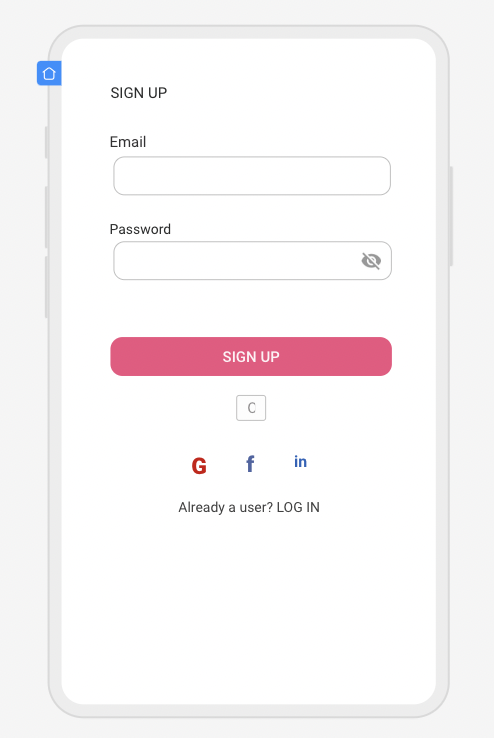 SIGN UP
Email
Password
SIGN UP
C
G f in
Already a user? LOG IN